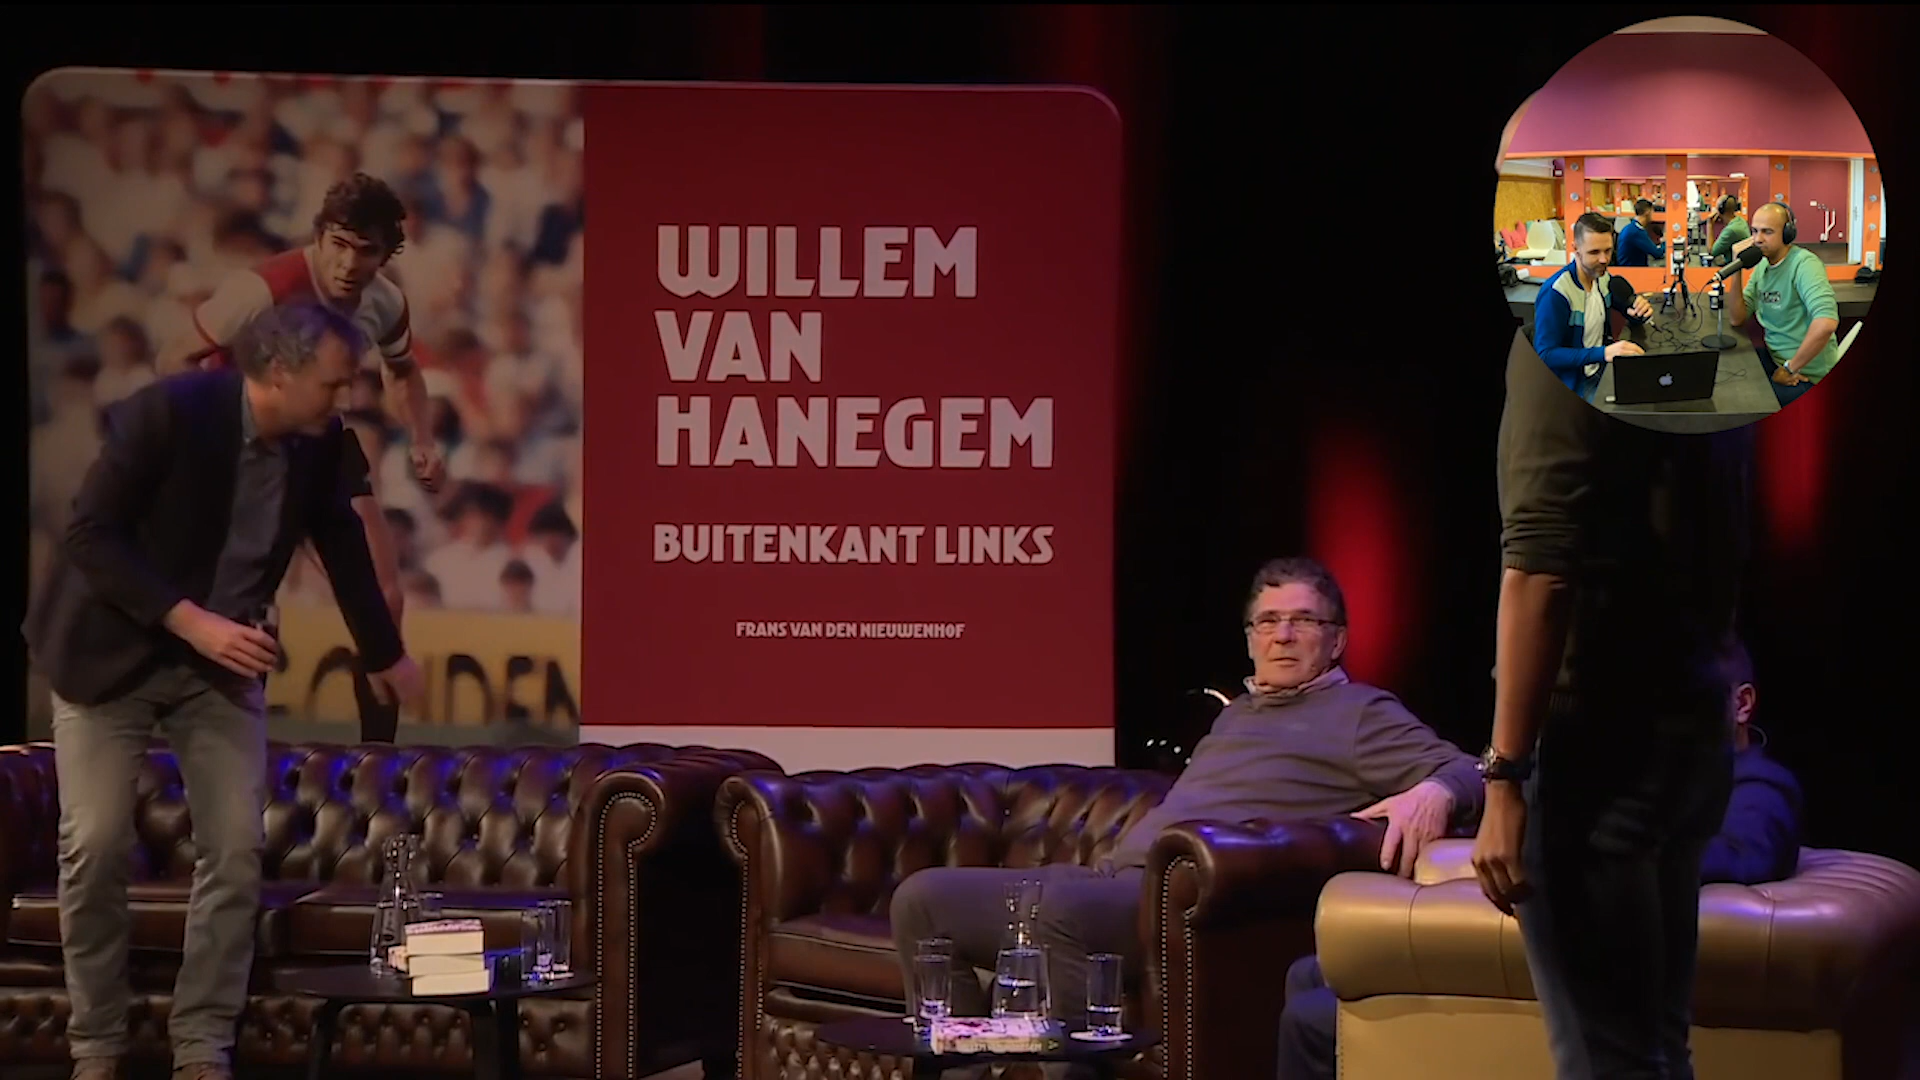 WILLEM
VAN
HANEGEM
BUITENKANT LINKS
FRANS VAN DEN NIEUWENHOF